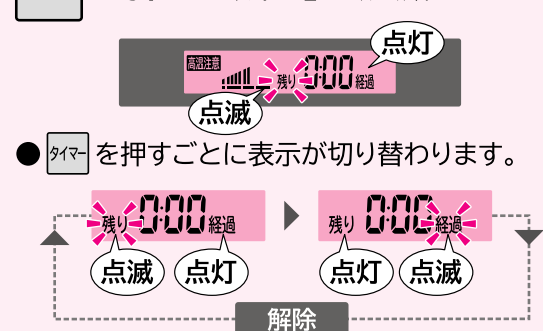 点灯
高温注意
残り 0:00 経過
点滅
● タイマー を押すごとに表示が切り替わります。
残り 0:00 経過
残り 0:00 経過
点滅 点灯
点灯 点滅
解除